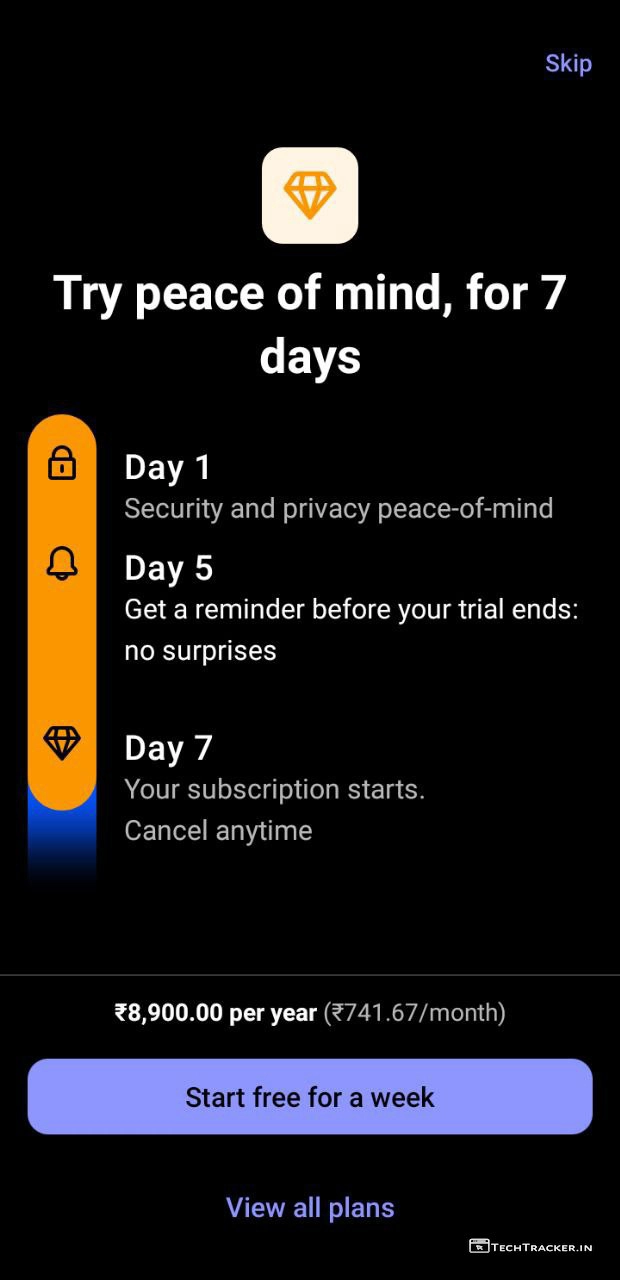 Skip
Try peace of mind, for 7
days
Day 1
Security and privacy peace-of-mind
Day 5
Get a reminder before your trial ends:
no surprises
Day 7
Your subscription starts.
Cancel anytime
₹8,900.00 per year (₹741.67/month)
Start free for a week
View all plans
TECHTRACKER.IN